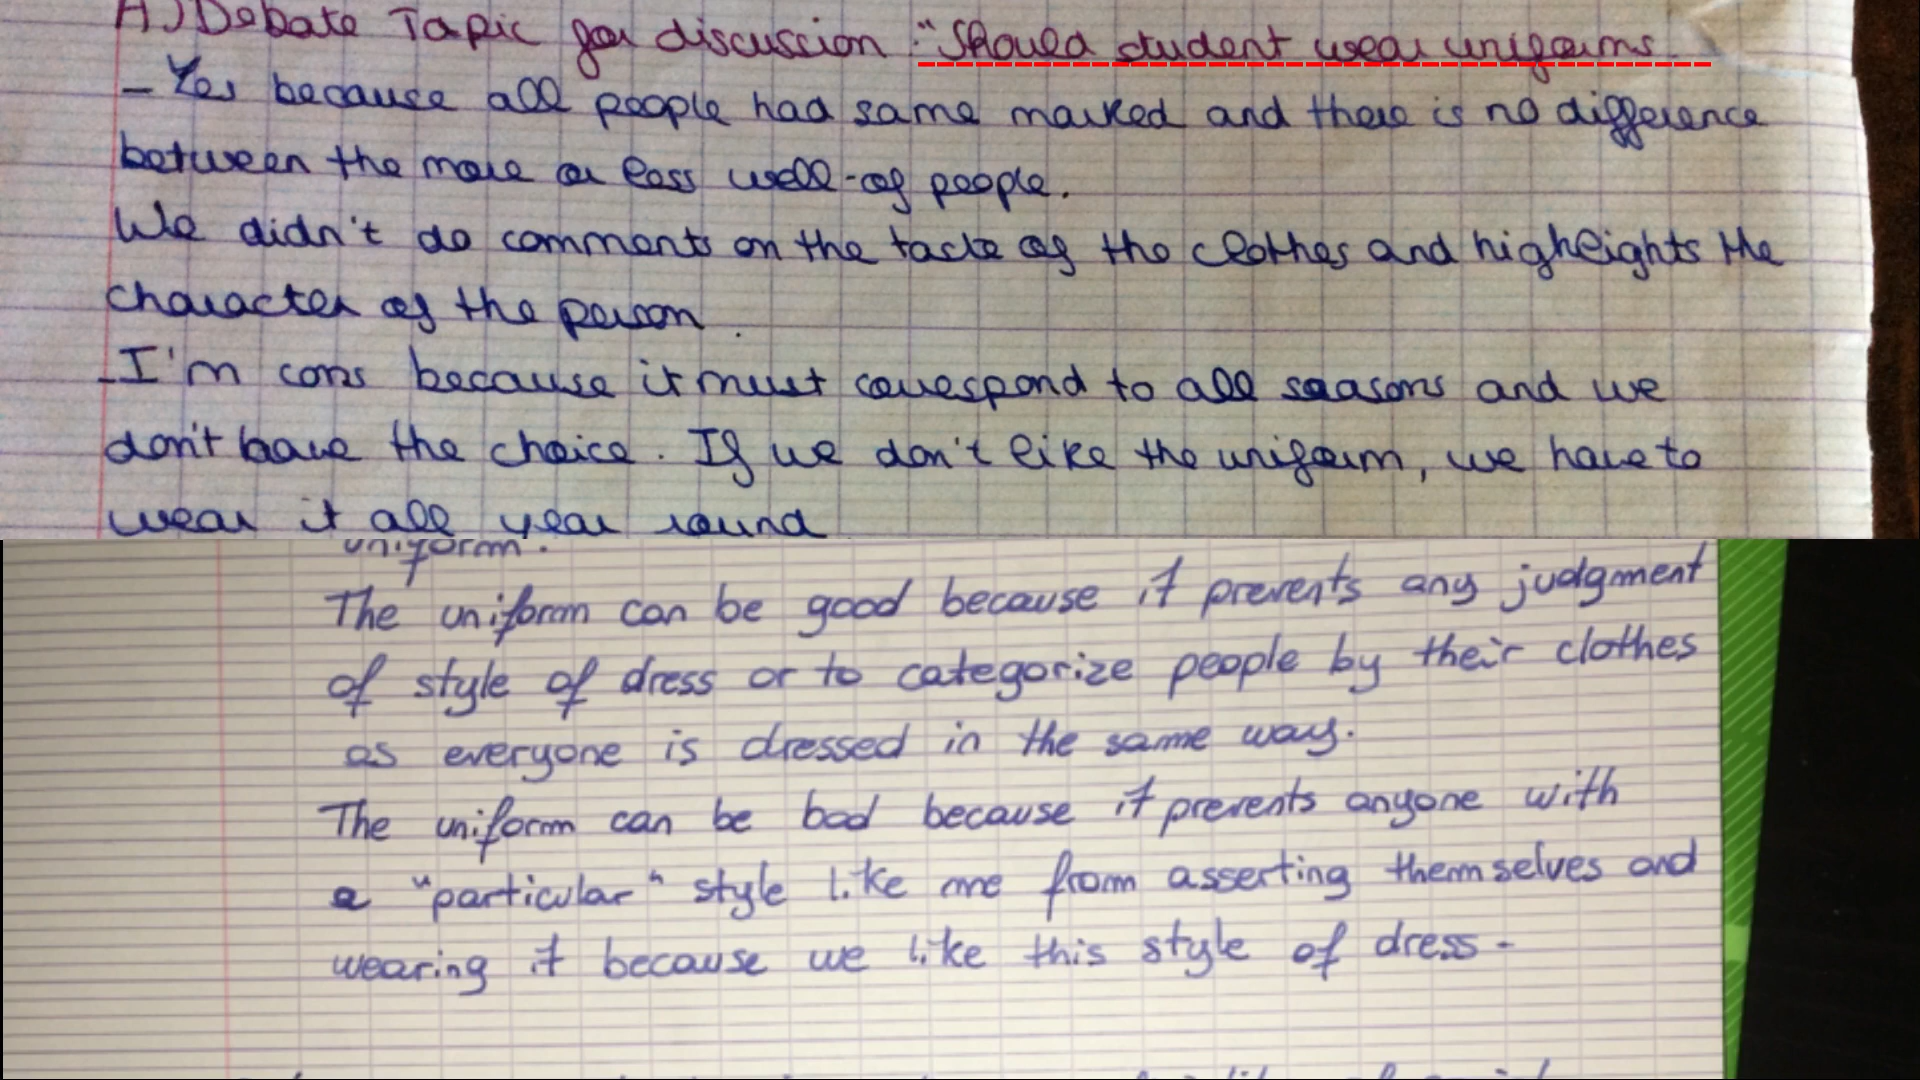 A) Debate Topic for discussion : "Should student wear uniforms
- Yes because all people had same marked and there is no difference
between the more or less well-of people.
We didn't do comments on the taste of the clothes and highlights the
character of the person.
- I'm cons because it must correspond to all seasons and we
don't have the choice. If we don't like the uniform, we have to
wear it all year round
uniform.
The uniform can be good because it prevents any judgment
of style of dress or to categorize people by their clothes
as everyone is dressed in the same way.
The uniform can be bad because it prevents anyone with
a "particular" style like me from asserting themselves and
wearing it because we like this style of dress.